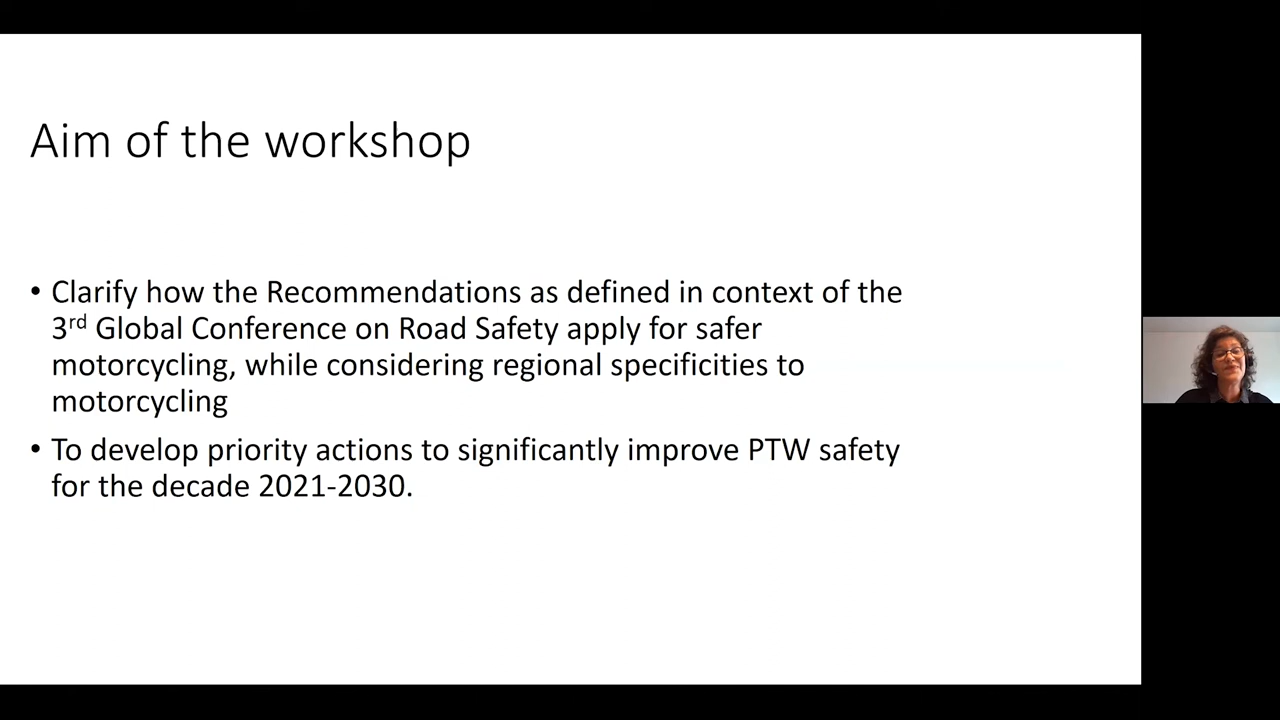 Aim of the workshop
• Clarify how the Recommendations as defined in context of the
3rd Global Conference on Road Safety apply for safer
motorcycling, while considering regional specificities to
motorcycling
• To develop priority actions to significantly improve PTW safety
for the decade 2021-2030.